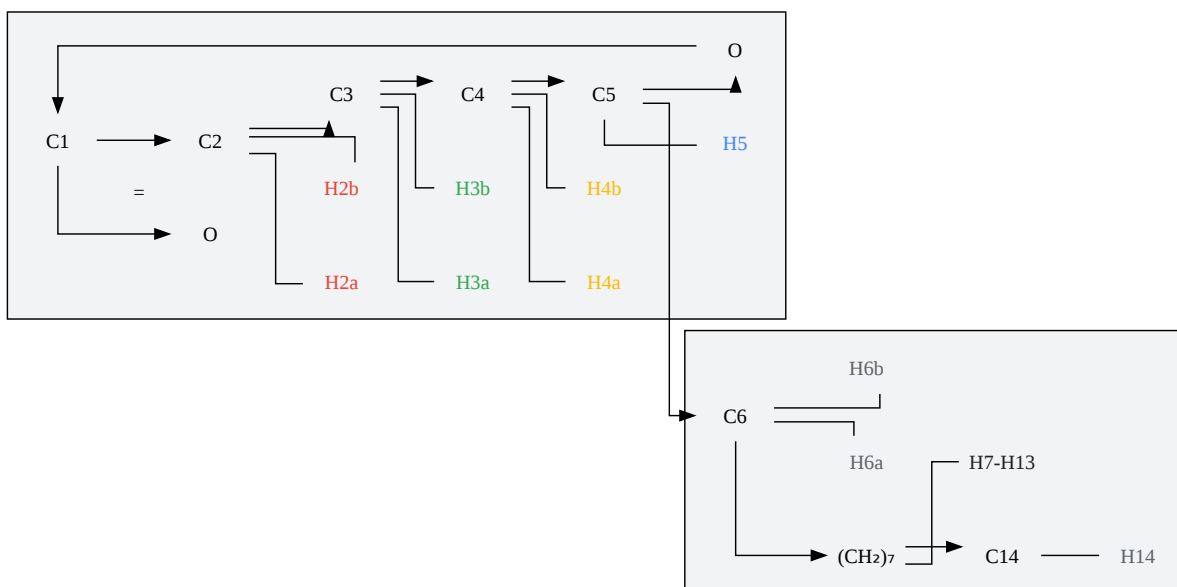 O
C3 C4 C5
C1 C2 H5
= H2b H3b H4b
O
H2a H3a H4a
H6b
C6
H6a H7-H13
(CH₂)₇ C14 H14